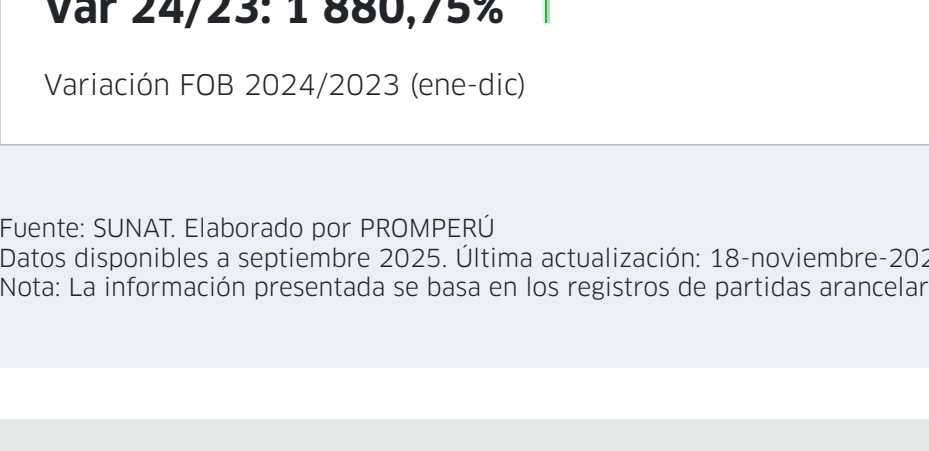 Var 24/23: 1 880,75%
Variación FOB 2024/2023 (ene-dic)
Fuente: SUNAT. Elaborado por PROMPERÚ
Datos disponibles a septiembre 2025. Última actualización: 18-noviembre-202
Nota: La información presentada se basa en los registros de partidas arancelar